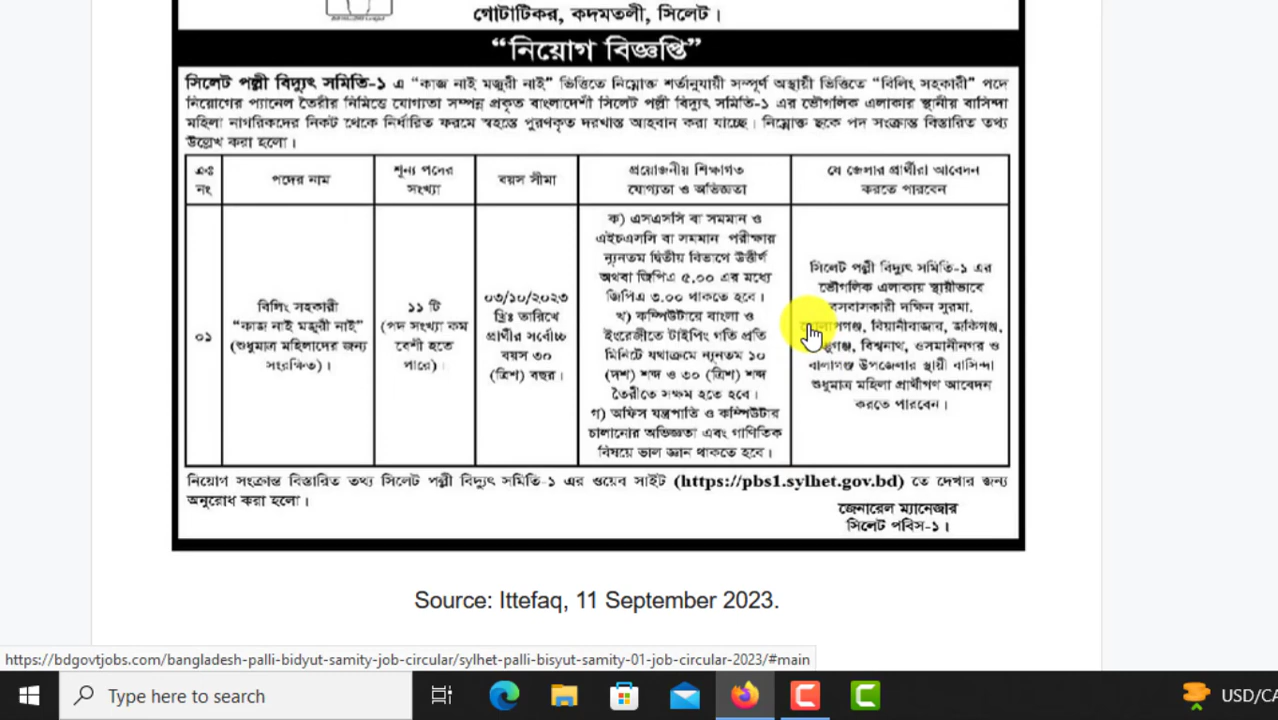 গোটাটিকর, কদমতলী, সিলেট।
“নিয়োগ বিজ্ঞপ্তি”
সিলেট পল্লী বিদ্যুৎ সমিতি-১ এ “কাজ নাই মজুরী নাই” ভিত্তিতে নিম্নোক্ত শর্তানুযায়ী সম্পূর্ণ অস্থায়ী ভিত্তিতে “বিলিং সহকারী” পদে
নিয়োগের প্যানেল তৈরীর নিমিত্তে যোগ্যতা সম্পন্ন প্রকৃত বাংলাদেশী সিলেট পল্লী বিদ্যুৎ সমিতি-১ এর ভৌগলিক এলাকার স্থানীয় বাসিন্দা
মহিলা নাগরিকদের নিকট থেকে নির্ধারিত ফরমে স্বহস্তে পুরণকৃত দরখাস্ত আহবান করা যাচ্ছে। নিম্নোক্ত ছকে পদ সংক্রান্ত বিস্তারিত তথ্য
উল্লেখ করা হলো।
এঃ
নং
পদের নাম
শূন্য পদের
সংখ্যা
বয়স সীমা
প্রয়োজনীয় শিক্ষাগত
যোগ্যতা ও অভিজ্ঞতা
যে জেলার প্রার্থীরা আবেদন
করতে পারবেন
০১
বিলিং সহকারী
“কাজ নাই মজুরী নাই”
(শুধুমাত্র মহিলাদের জন্য
সংরক্ষিত)।
১১ টি
(পদ সংখ্যা কম
বেশী হতে
পারে)।
০৩/১০/২০২৩
খ্রিঃ তারিখে
প্রার্থীর সর্বোচ্চ
বয়স ৩০
(ত্রিশ) বছর।
ক) এসএসসি বা সমমান ও
এইচএসসি বা সমমান পরীক্ষায়
ন্যূনতম দ্বিতীয় বিভাগে উত্তীর্ণ
অথবা জিপিএ ৫.০০ এর মধ্যে
জিপিএ ৩.০০ থাকতে হবে।
খ) কম্পিউটারে বাংলা ও
ইংরেজীতে টাইপিং গতি প্রতি
মিনিটে যথাক্রমে ন্যূনতম ১০
(দশ) শব্দ ও ৩০ (ত্রিশ) শব্দ
তৈরীতে সক্ষম হতে হবে।
গ) অফিস যন্ত্রপাতি ও কম্পিউটার
চালানোর অভিজ্ঞতা এবং গাণিতিক
বিষয়ে ভাল জ্ঞান থাকতে হবে।
সিলেট পল্লী বিদ্যুৎ সমিতি-১ এর
ভৌগলিক এলাকায় স্থায়ীভাবে
বসবাসকারী দক্ষিন সুরমা,
বিয়ানীবাজার, জকিগঞ্জ,
বিশ্বনাথ, ওসমানীনগর ও
বালাগঞ্জ উপজেলার স্থায়ী বাসিন্দা
শুধুমাত্র মহিলা প্রার্থীগণ আবেদন
করতে পারবেন।
নিয়োগ সংক্রান্ত বিস্তারিত তথ্য সিলেট পল্লী বিদ্যুৎ সমিতি-১ এর ওয়েব সাইট (https://pbs1.sylhet.gov.bd) তে দেখার জন্য
অনুরোধ করা হলো।
জেনারেল ম্যানেজার
সিলেট পবিস-১।
Source: Ittefaq, 11 September 2023.
https://bdgovtjobs.com/bangladesh-palli-bidyut-samity-job-circular/sylhet-palli-bisyut-samity-01-job-circular-2023/#main
Type here to search
USD/CA